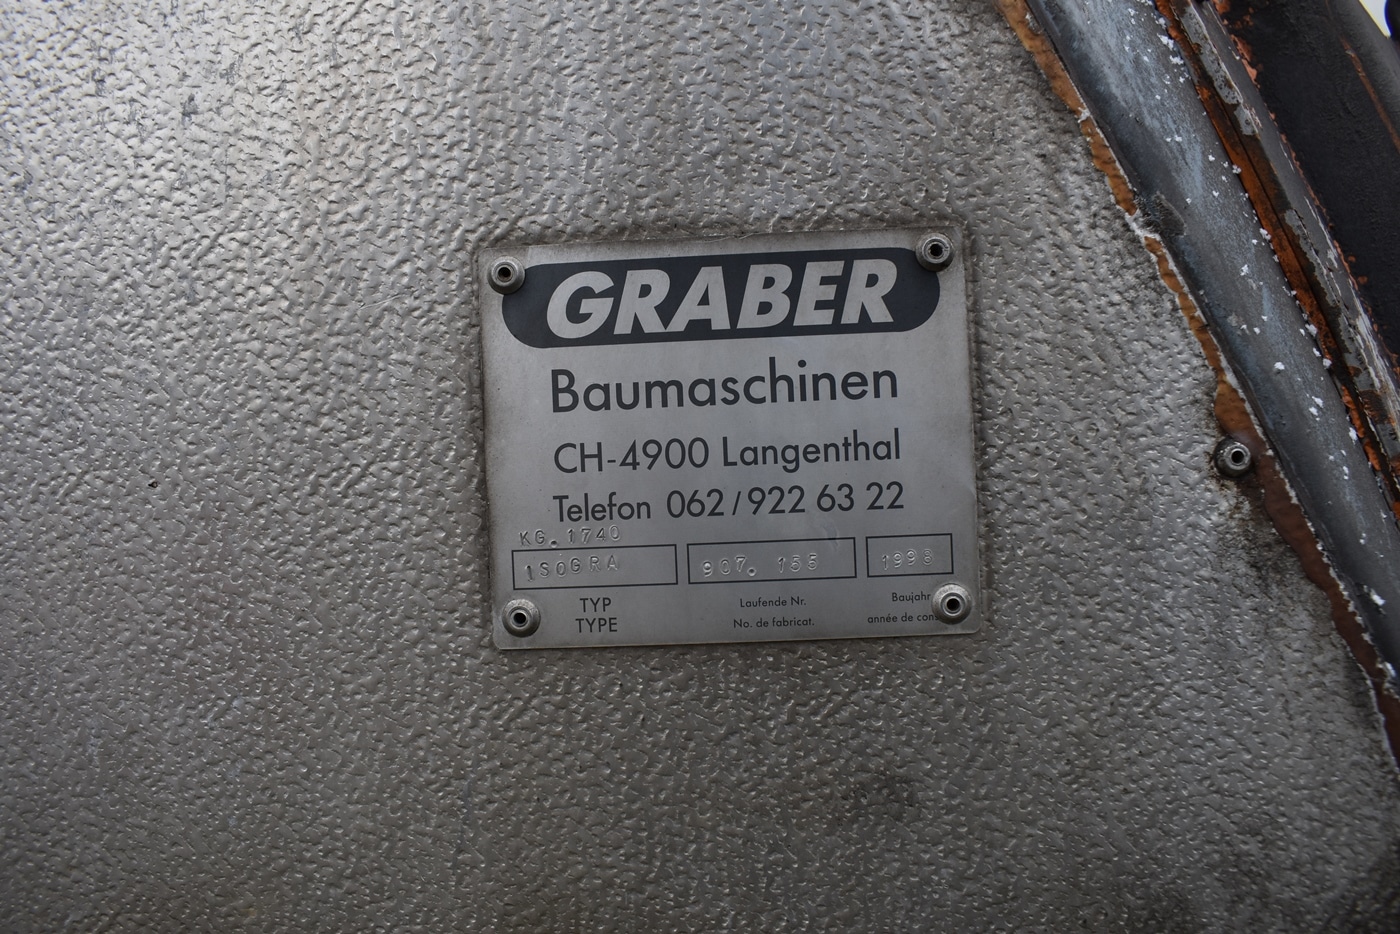 GRABER
Baumaschinen
CH-4900 Langenthal
Telefon 062/922 63 22
KG. 1740
ISOGRA 907. 155 1998
TYP Laufende Nr. Baujahr
TYPE No. de fabricat. année de cons